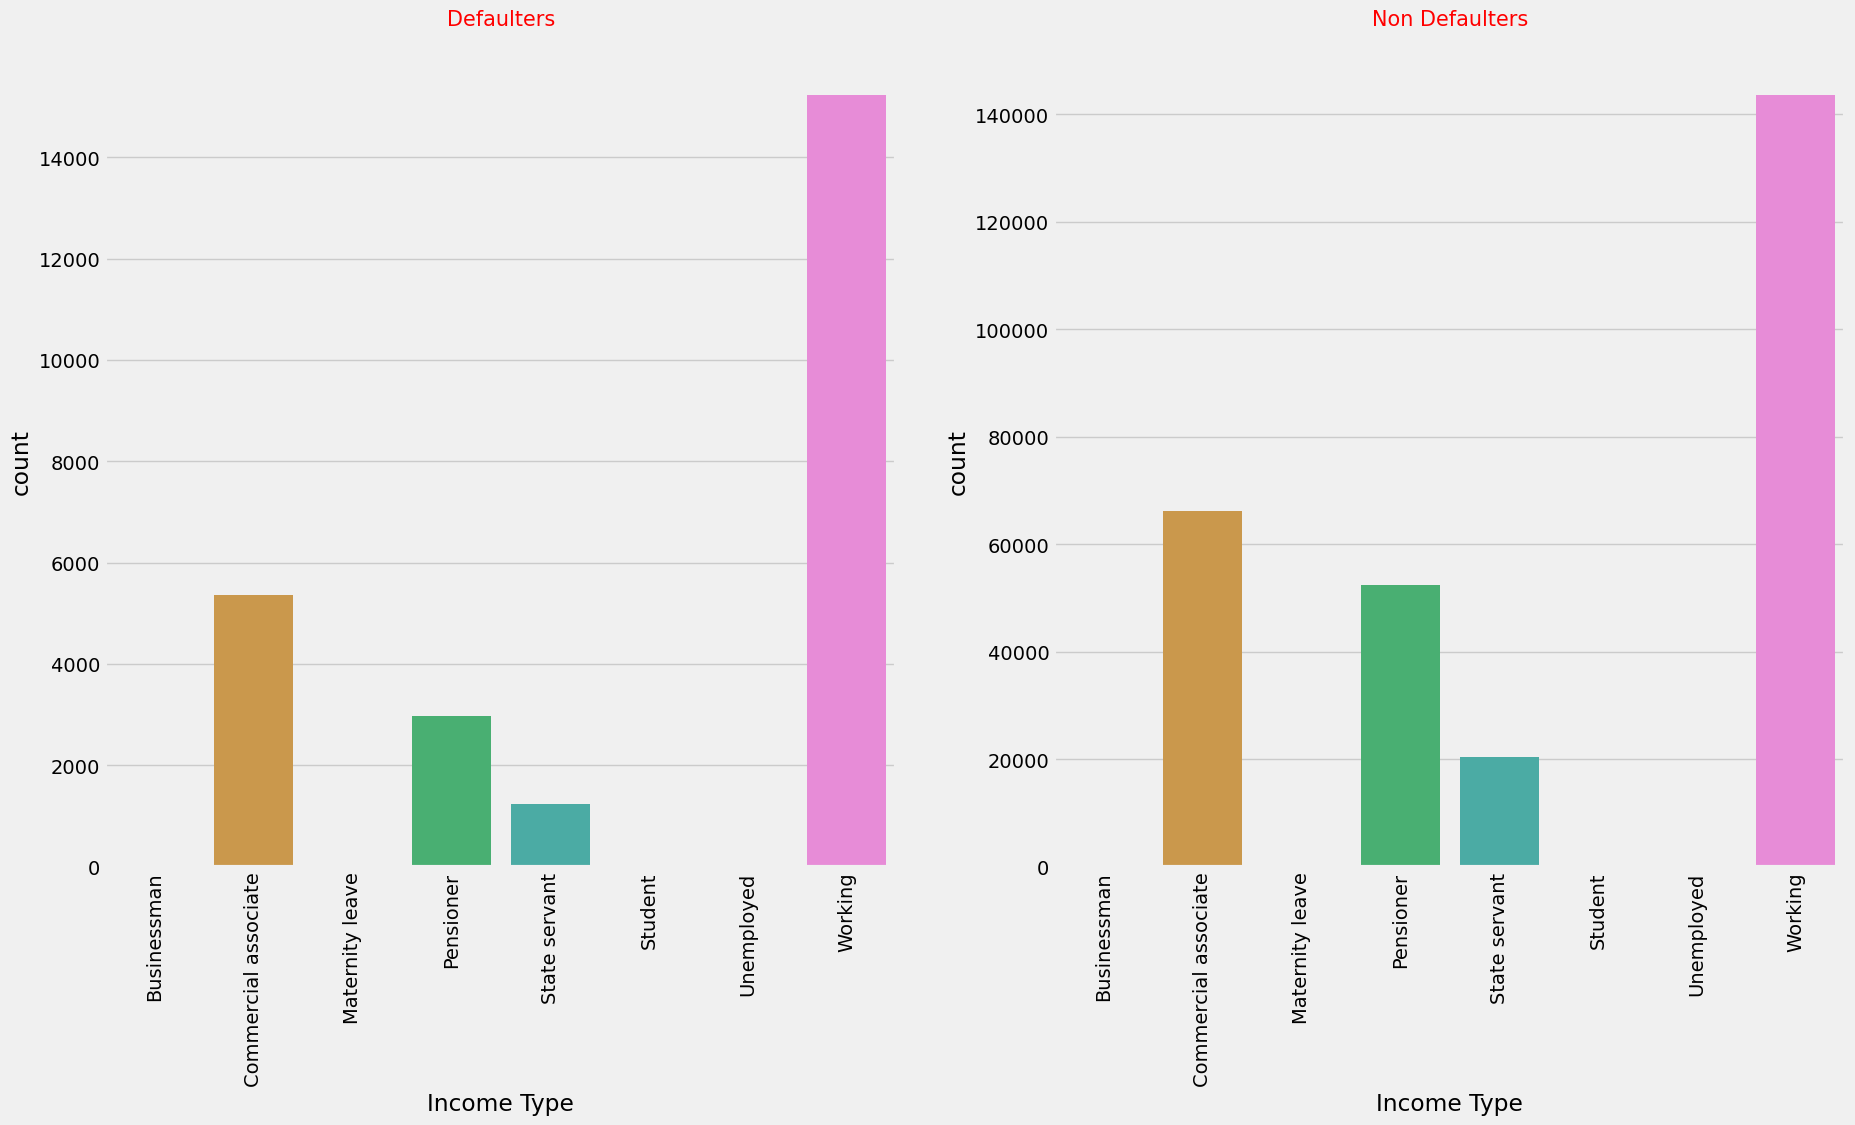 Defaulters
14000
12000
10000
8000
6000
4000
2000
0
count
Businessman
Commercial associate
Maternity leave
Pensioner
State servant
Student
Unemployed
Working
Income Type
Non Defaulters
140000
120000
100000
80000
60000
40000
20000
0
count
Businessman
Commercial associate
Maternity leave
Pensioner
State servant
Student
Unemployed
Working
Income Type